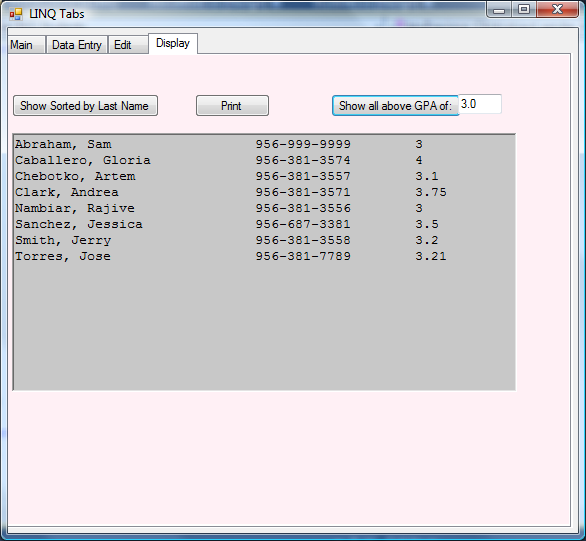 LINQ Tabs
Main Data Entry Edit Display
Show Sorted by Last Name Print Show all above GPA of: 3.0
Abraham, Sam 956-999-9999 3
Caballero, Gloria 956-381-3574 4
Chebotko, Artem 956-381-3557 3.1
Clark, Andrea 956-381-3571 3.75
Nambiar, Rajive 956-381-3556 3
Sanchez, Jessica 956-687-3381 3.5
Smith, Jerry 956-381-3558 3.2
Torres, Jose 956-381-7789 3.21